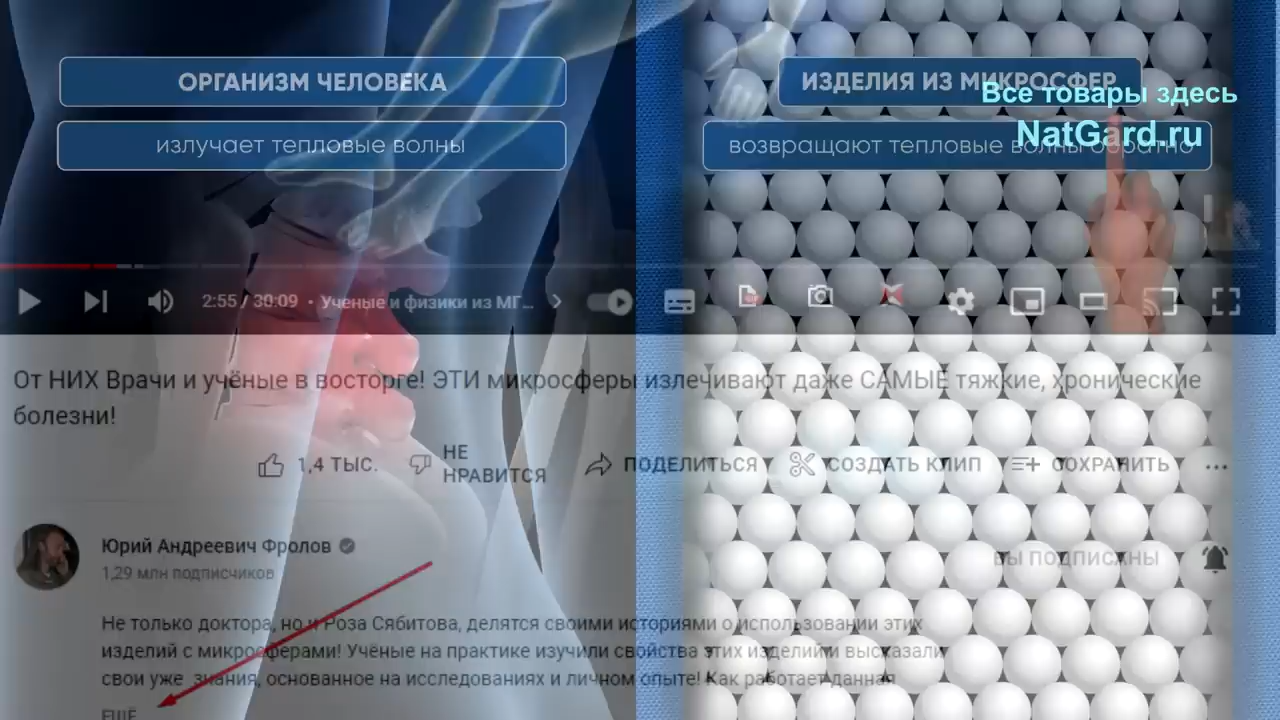 ОРГАНИЗМ ЧЕЛОВЕКА
излучает тепловые волны
ИЗДЕЛИЯ ИЗ МИКРОСФЕР
Все товары здесь
NatGard.ru
возвращают тепловые волны обратно
2:55 / 30:09 • Ученые и физики из МГ...
От НИХ Врачи и учёные в восторге! ЭТИ микросферы излечивают даже САМЫЕ тяжкие, хронические
болезни!
1,4 ТЫС.
НЕ
НРАВИТСЯ
ПОДЕЛИТЬСЯ
СОЗДАТЬ КЛИП
СОХРАНИТЬ
Юрий Андреевич Фролов
1,29 млн подписчиков
ВЫ ПОДПИСАНЫ
Не только доктора, но и Роза Сябитова, делятся своими историями о использовании этих
изделий с микросферами! Учёные на практике изучили свойства этих изделий и высказали
свои уже знания, основанное на исследованиях и личном опыте! Как работает данная
ЕЩЁ